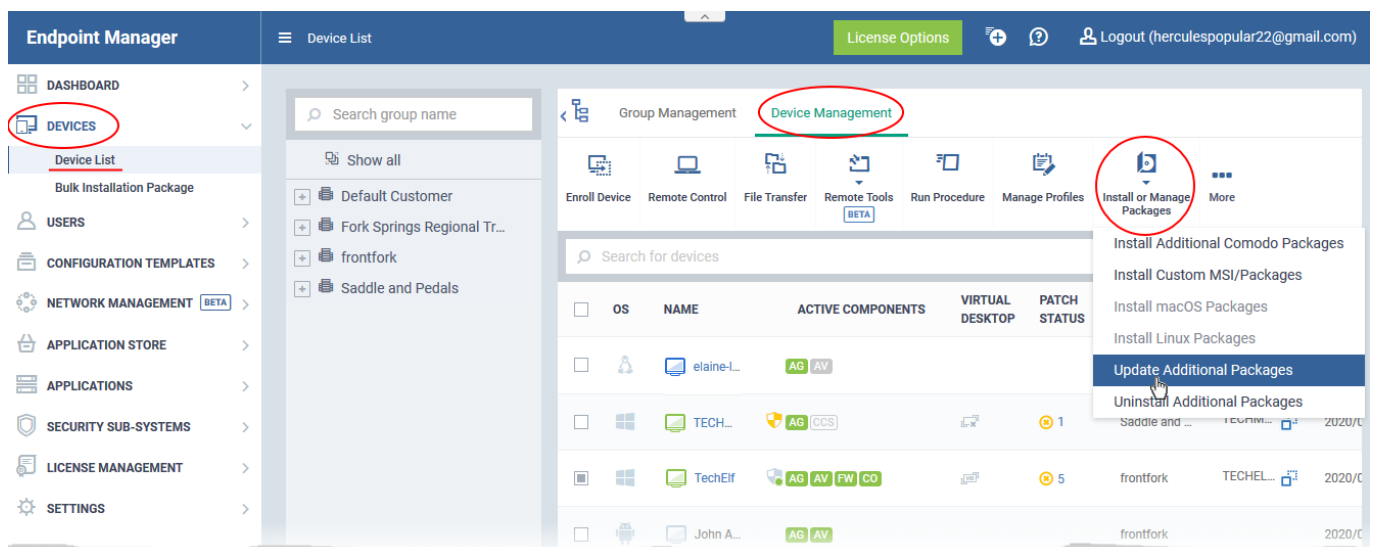 Endpoint Manager
Device List
License Options
Logout (herculespopular22@gmail.com)
DASHBOARD
DEVICES
Device List
Bulk Installation Package
USERS
CONFIGURATION TEMPLATES
NETWORK MANAGEMENT BETA
APPLICATION STORE
APPLICATIONS
SECURITY SUB-SYSTEMS
LICENSE MANAGEMENT
SETTINGS
Search group name
Show all
Default Customer
Fork Springs Regional Tr...
frontfork
Saddle and Pedals
Group Management
Device Management
Enroll Device
Remote Control
File Transfer
Remote Tools
BETA
Run Procedure
Manage Profiles
Install or Manage
Packages
More
Install Additional Comodo Packages
Install Custom MSI/Packages
Install macOS Packages
Install Linux Packages
Update Additional Packages
Uninstall Additional Packages
Search for devices
OS NAME ACTIVE COMPONENTS VIRTUAL DESKTOP PATCH STATUS
elaine-l... AG AV
TECH... AG CCS 1 Saddle and ... TECHM... 2020/0
TechElf AG AV FW CO 5 frontfork TECHEL... 2020/0
John A... AG AV frontfork 2020/0